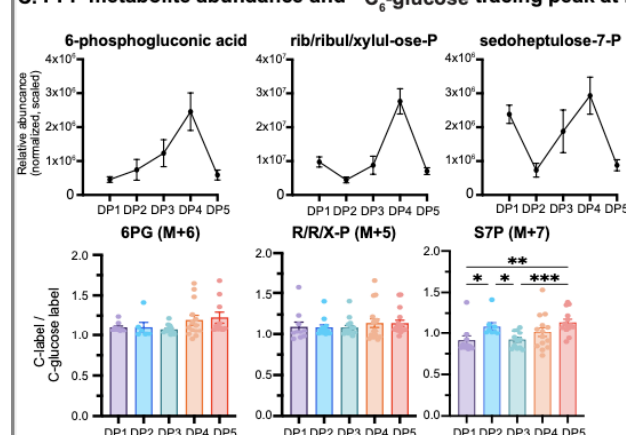 C6-glucose tracing peak at
6-phosphogluconic acid
rib/ribul/xylul-ose-P
sedoheptulose-7-P
Relative abundance
(normalized, scaled)
4x10⁶
3x10⁶
2x10⁶
1x10⁶
0
DP1 DP2 DP3 DP4 DP5
4x10⁷
3x10⁷
2x10⁷
1x10⁷
0
DP1 DP2 DP3 DP4 DP5
4x10⁶
3x10⁶
2x10⁶
1x10⁶
0
DP1 DP2 DP3 DP4 DP5
6PG (M+6)
R/R/X-P (M+5)
S7P (M+7)
C-label /
C-glucose label
2.0
1.5
1.0
0.5
0.0
DP1 DP2 DP3 DP4 DP5
2.0
1.5
1.0
0.5
0.0
DP1 DP2 DP3 DP4 DP5
2.0
1.5
1.0
0.5
0.0
**
* * ***
DP1 DP2 DP3 DP4 DP5